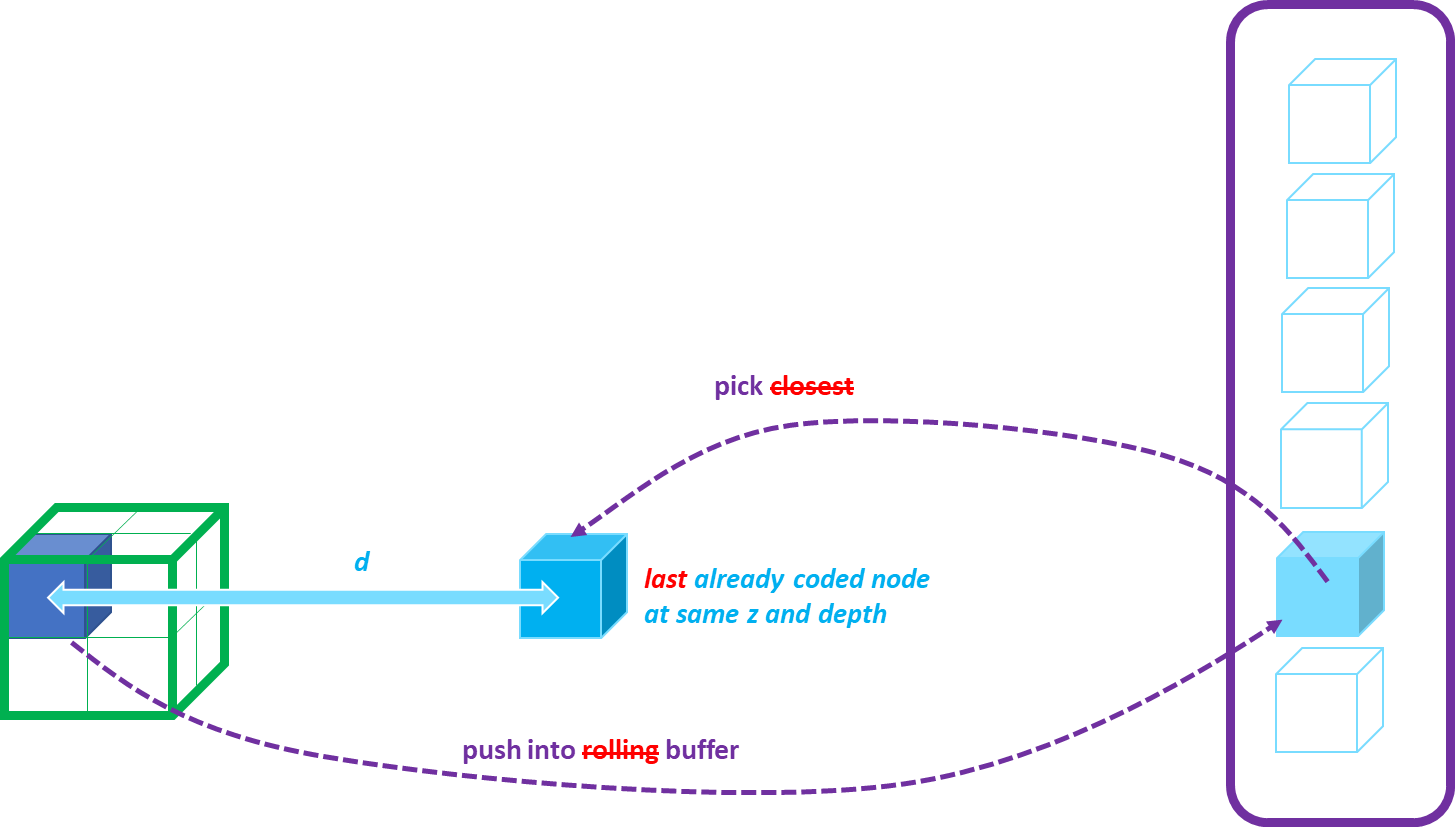 pick closest
d
last already coded node
at same z and depth
push into rolling buffer